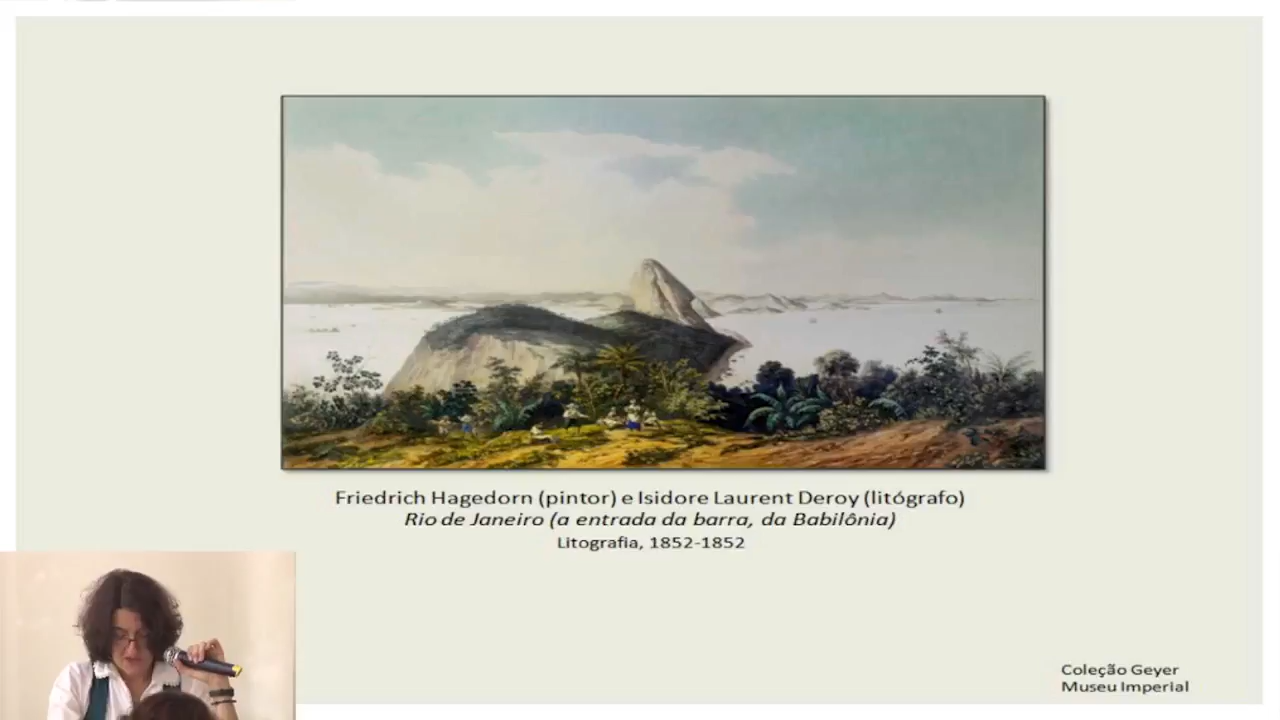 Friedrich Hagedorn (pintor) e Isidore Laurent Deroy (litógrafo)
Rio de Janeiro (a entrada da barra, da Babilônia)
Litografia, 1852-1852
Coleção Geyer
Museu Imperial